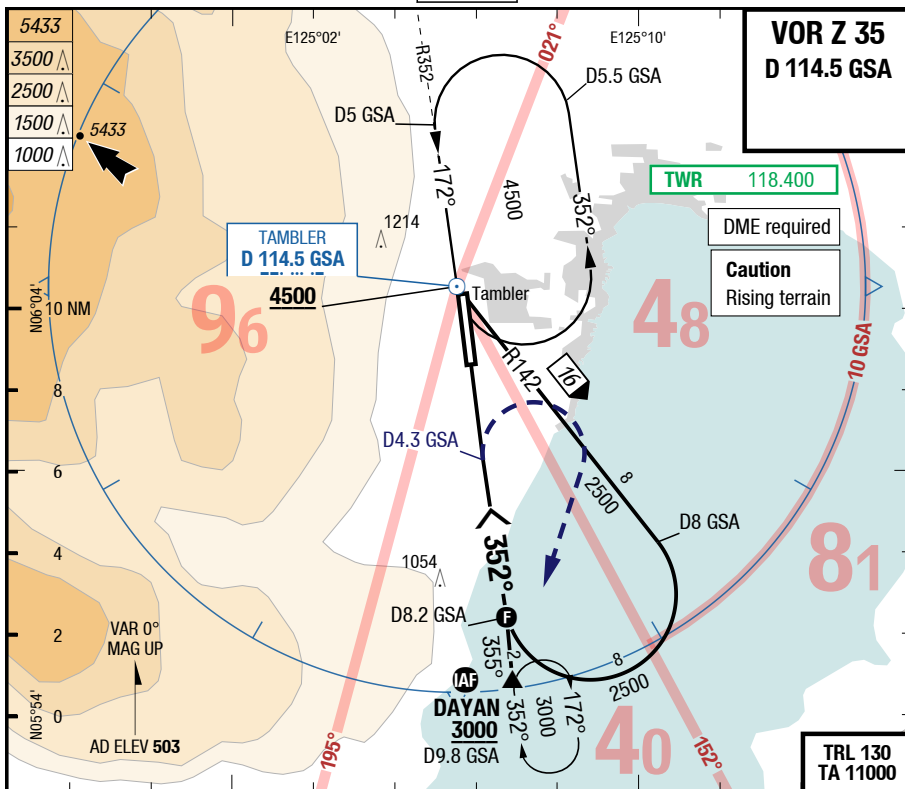 5433
3500
2500
1500
1000
5433
E125°02'
E125°10'
VOR Z 35
D 114.5 GSA
R352
021°
D5 GSA
D5.5 GSA
172°
4500
352°
TWR 118.400
DME required
Caution
Rising terrain
1214
TAMBLER
D 114.5 GSA
4500
Tambler
N06°04'
10 NM
96
48
10 GSA
R142
16
8
D4.3 GSA
6
8
2500
D8 GSA
4
1054
352°
81
D8.2 GSA
F
2
VAR 0°
MAG UP
2
355°
8
2500
IAF
DAYAN
3000
D9.8 GSA
352°
3000
172°
40
N05°54'
0
AD ELEV 503
195°
152°
TRL 130
TA 11000